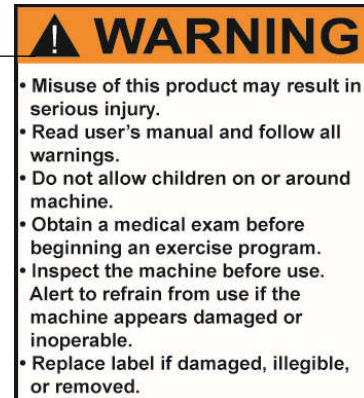 WARNING
• Misuse of this product may result in
serious injury.
• Read user's manual and follow all
warnings.
• Do not allow children on or around
machine.
• Obtain a medical exam before
beginning an exercise program.
• Inspect the machine before use.
Alert to refrain from use if the
machine appears damaged or
inoperable.
• Replace label if damaged, illegible,
or removed.